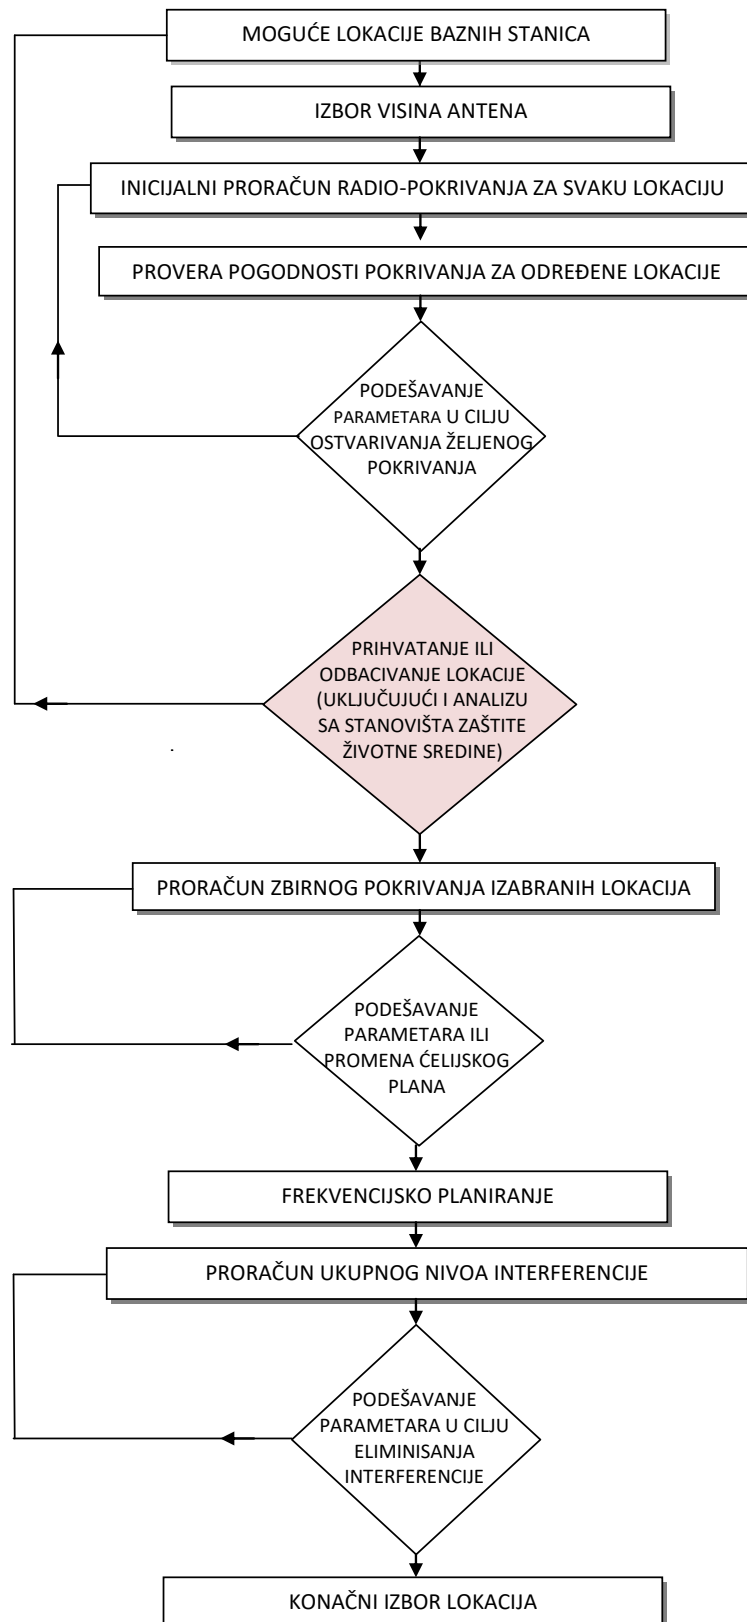 MOGUĆE LOKACIJE BAZNIH STANICA
IZBOR VISINA ANTENA
INICIJALNI PRORAČUN RADIO-POKRIVANJA ZA SVAKU LOKACIJU
PROVERA POGODNOSTI POKRIVANJA ZA ODREĐENE LOKACIJE
PODEŠAVANJE
PARAMETARA U CILJU
OSTVARIVANJA ŽELJENOG
POKRIVANJA
PRIHVATANJE ILI
ODBACIVANJE LOKACIJE
(UKLJUČUJUĆI I ANALIZU
SA STANOVIŠTA ZAŠTITE
ŽIVOTNE SREDINE)
PRORAČUN ZBIRNOG POKRIVANJA IZABRANIH LOKACIJA
PODEŠAVANJE
PARAMETARA ILI
PROMENA ĆELIJSKOG
PLANA
FREKVENCIJSKO PLANIRANJE
PRORAČUN UKUPNOG NIVOA INTERFERENCIJE
PODEŠAVANJE
PARAMETARA U CILJU
ELIMINISANJA
INTERFERENCIJE
KONAČNI IZBOR LOKACIJA